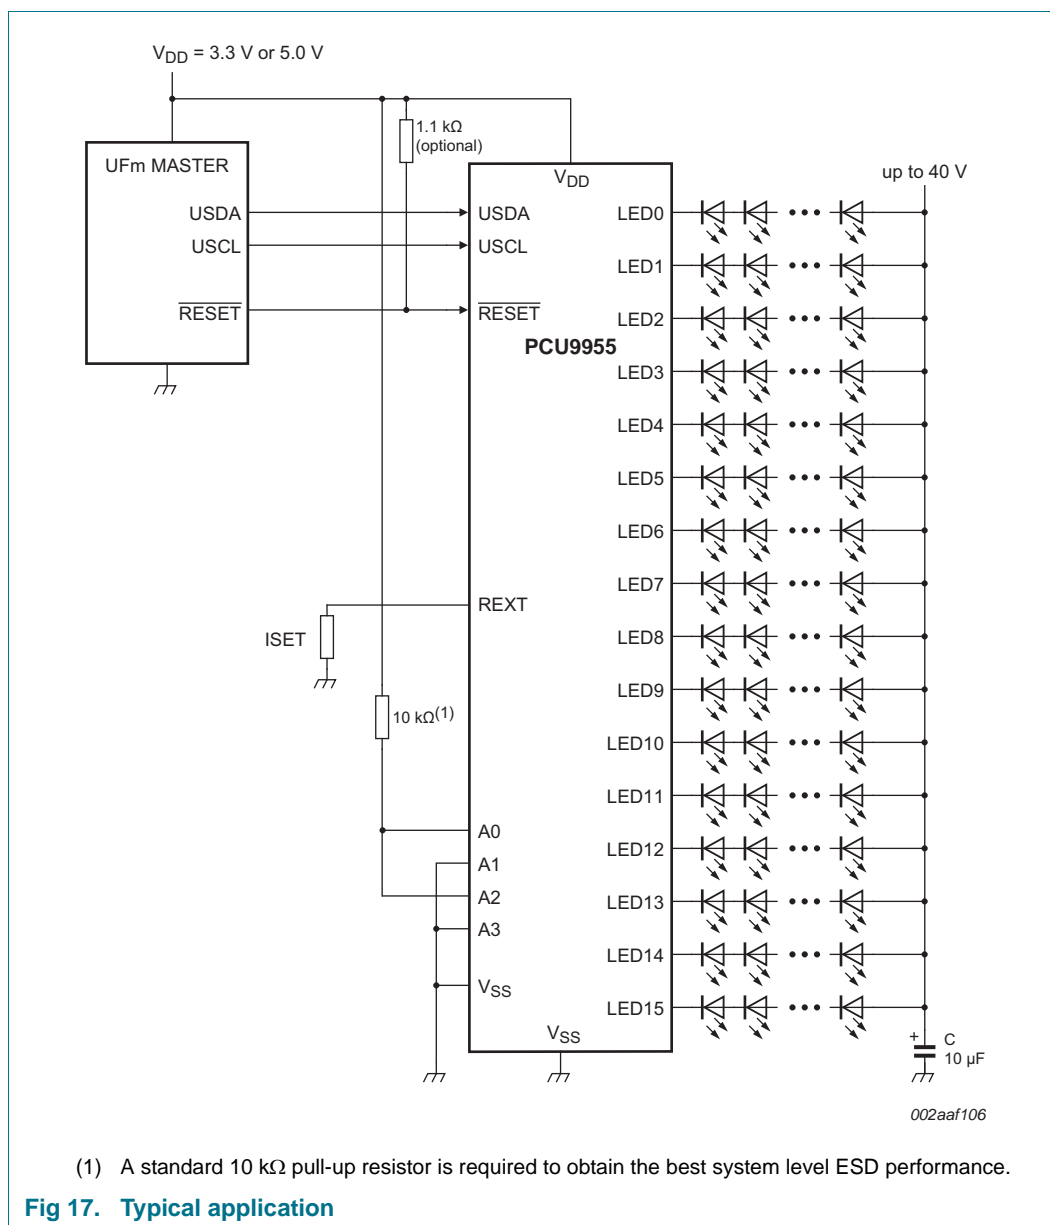 VDD = 3.3 V or 5.0 V
1.1 kΩ
(optional)
UFm MASTER
USDA
USCL
RESET
VDD
USDA
USCL
RESET
PCU9955
REXT
ISET
10 kΩ(1)
A0
A1
A2
A3
VSS
VSS
LED0
LED1
LED2
LED3
LED4
LED5
LED6
LED7
LED8
LED9
LED10
LED11
LED12
LED13
LED14
LED15
up to 40 V
+
C
10 μF
002aaf106
(1) A standard 10 kΩ pull-up resistor is required to obtain the best system level ESD performance.
Fig 17. Typical application